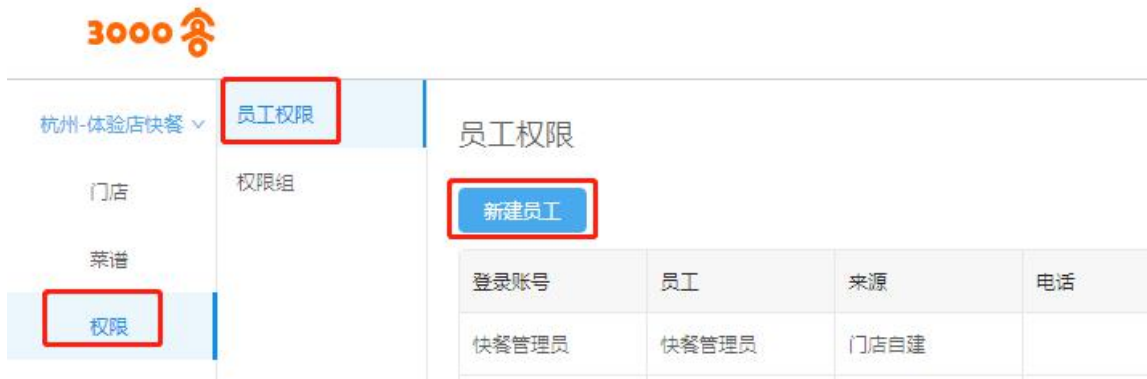 3000客
杭州-体验店快餐
门店
菜谱
权限
员工权限
权限组
员工权限
新建员工
登录账号 员工 来源 电话
快餐管理员 快餐管理员 门店自建